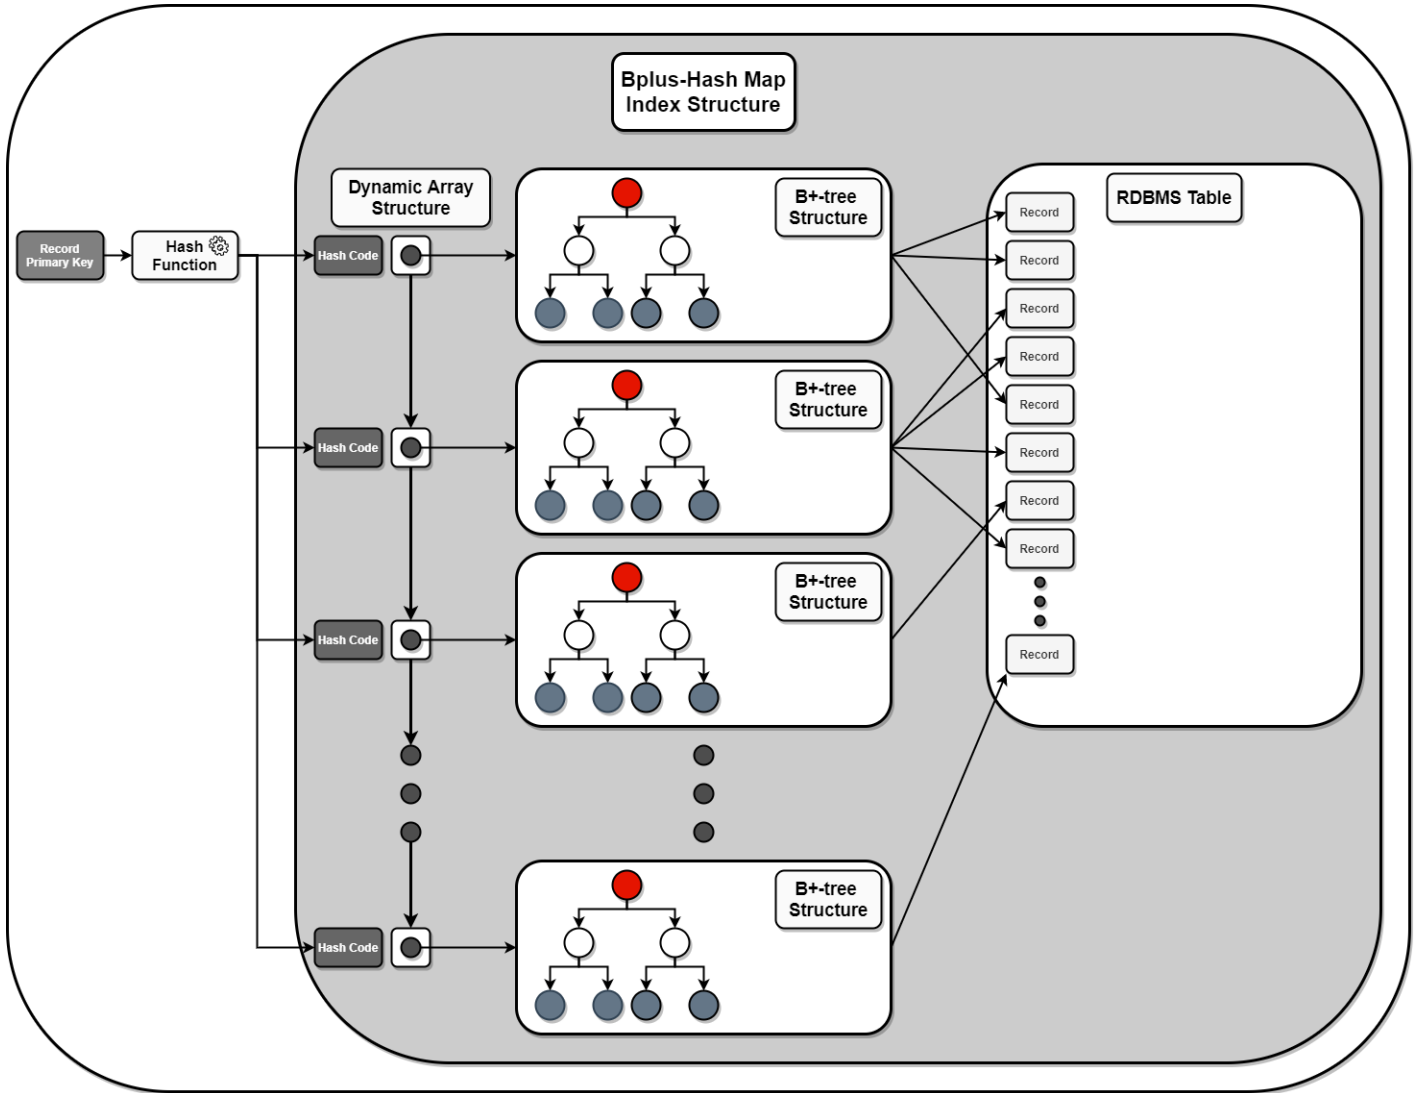 Bplus-Hash Map
Index Structure
Dynamic Array
Structure
B+-tree
Structure
RDBMS Table
Record
Record
Primary Key
Hash
Function
Hash Code
Record
Record
Record
Record
B+-tree
Structure
Record
Hash Code
Record
Record
Record
B+-tree
Structure
Hash Code
Record
B+-tree
Structure
Hash Code